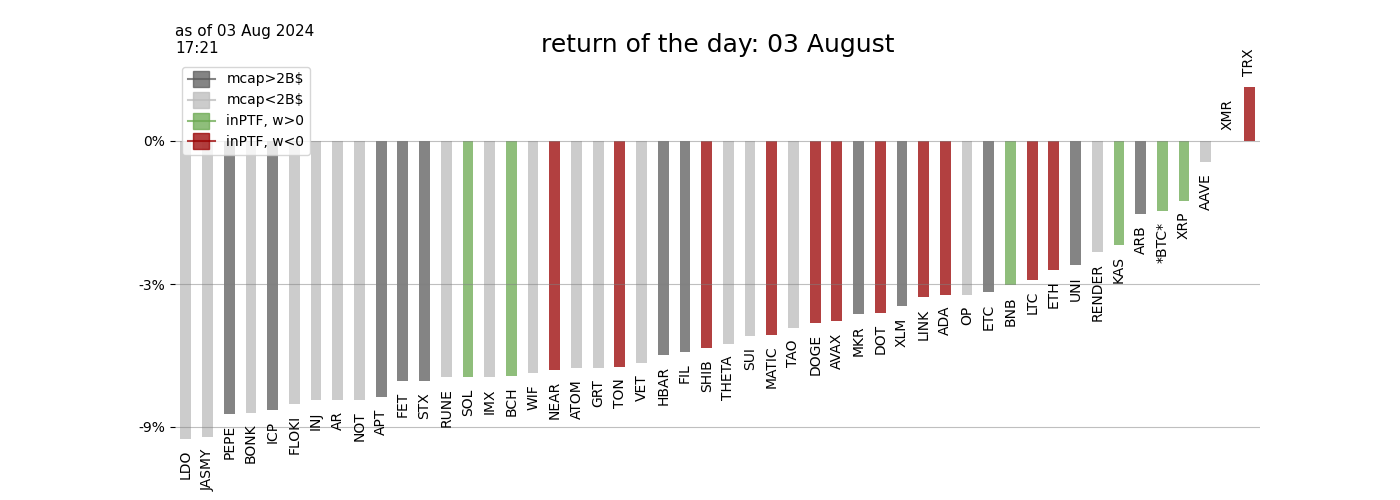 as of 03 Aug 2024
17:21
return of the day: 03 August
mcap>2B$
mcap<2B$
inPTF, w>0
inPTF, w<0
0%
-3%
-9%
LDO
JASMY
PEPE
BONK
ICP
FLOKI
INJ
AR
NOT
APT
FET
STX
RUNE
SOL
IMX
BCH
WIF
NEAR
ATOM
GRT
TON
VET
HBAR
FIL
SHIB
THETA
SUI
MATIC
TAO
DOGE
AVAX
MKR
DOT
XLM
LINK
ADA
OP
ETC
BNB
LTC
ETH
UNI
RENDER
KAS
ARB
*BTC*
XRP
AAVE
XMR
TRX